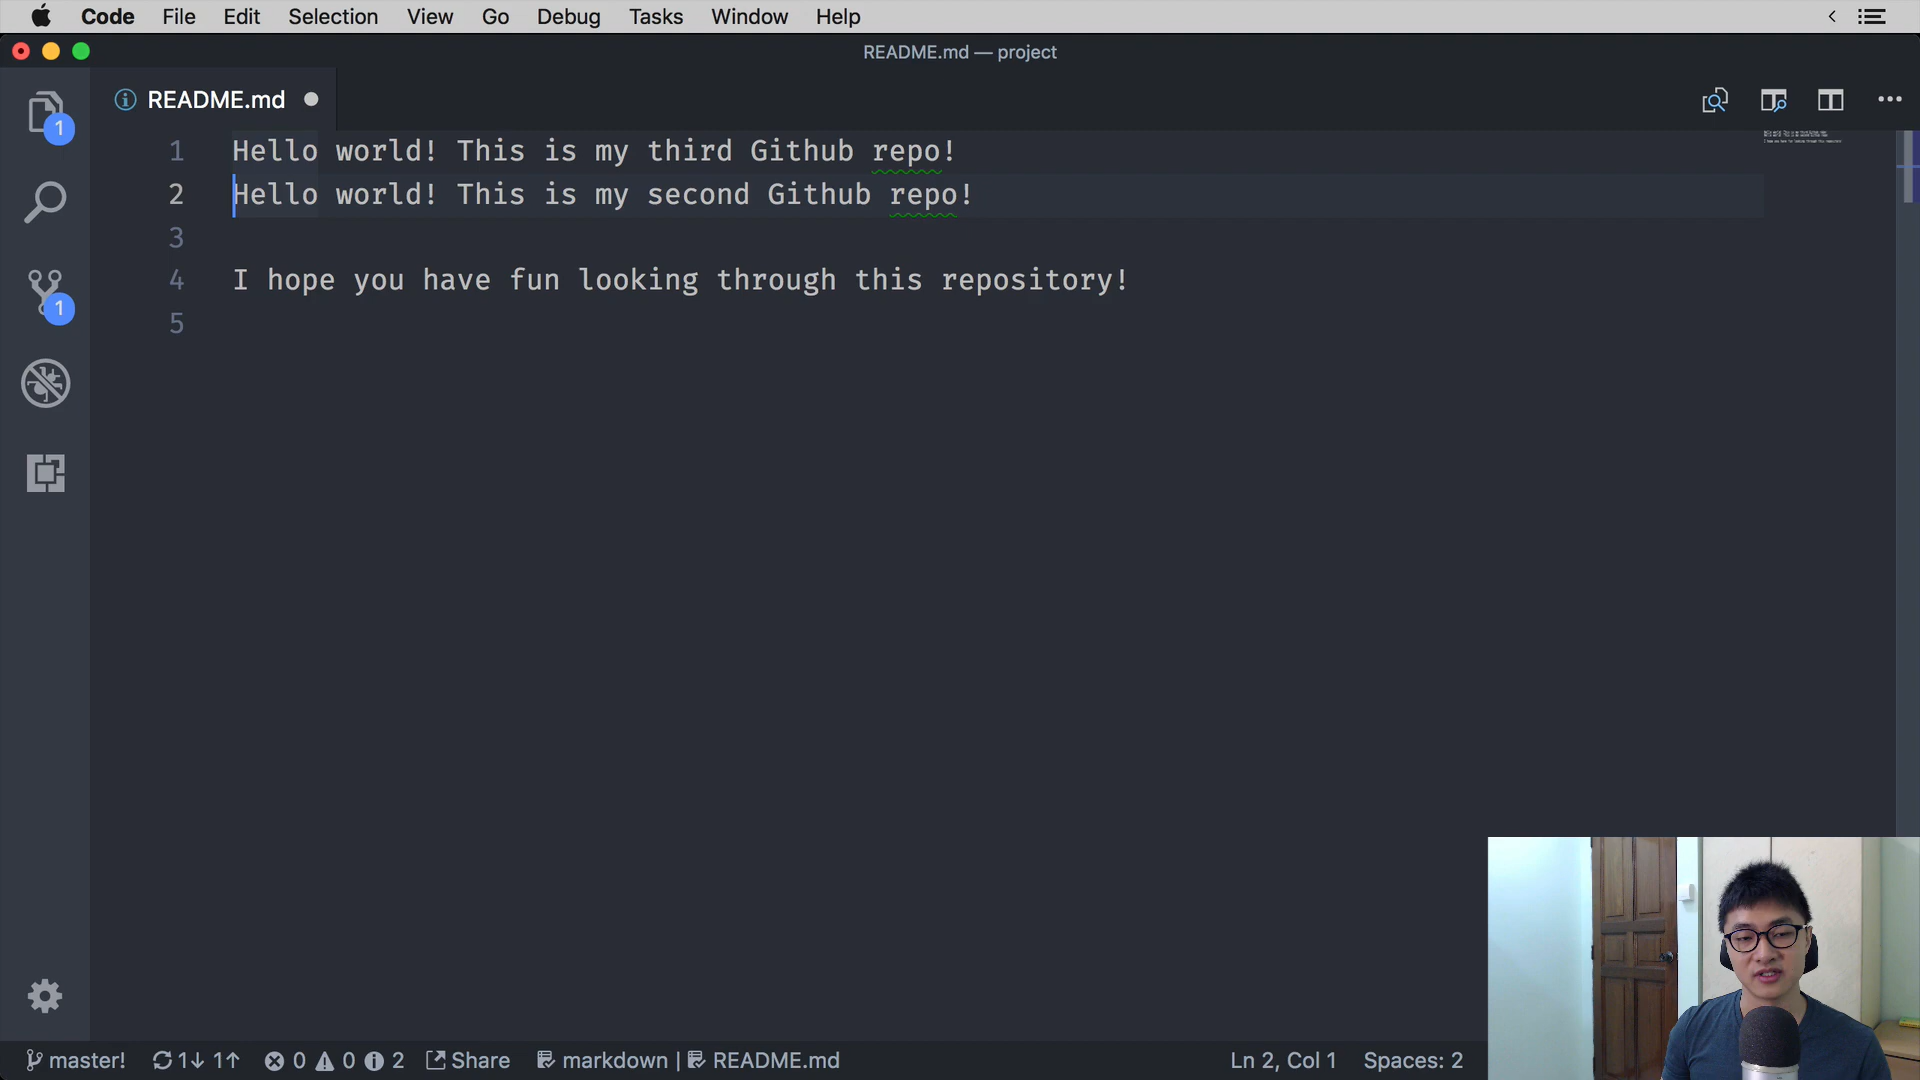 Code File Edit Selection View Go Debug Tasks Window Help
README.md — project
README.md
1 Hello world! This is my third Github repo!
2 Hello world! This is my second Github repo!
3
4 I hope you have fun looking through this repository!
5
1
1
master! 1↓ 1↑ 0 0 2 Share markdown | README.md Ln 2, Col 1 Spaces: 2